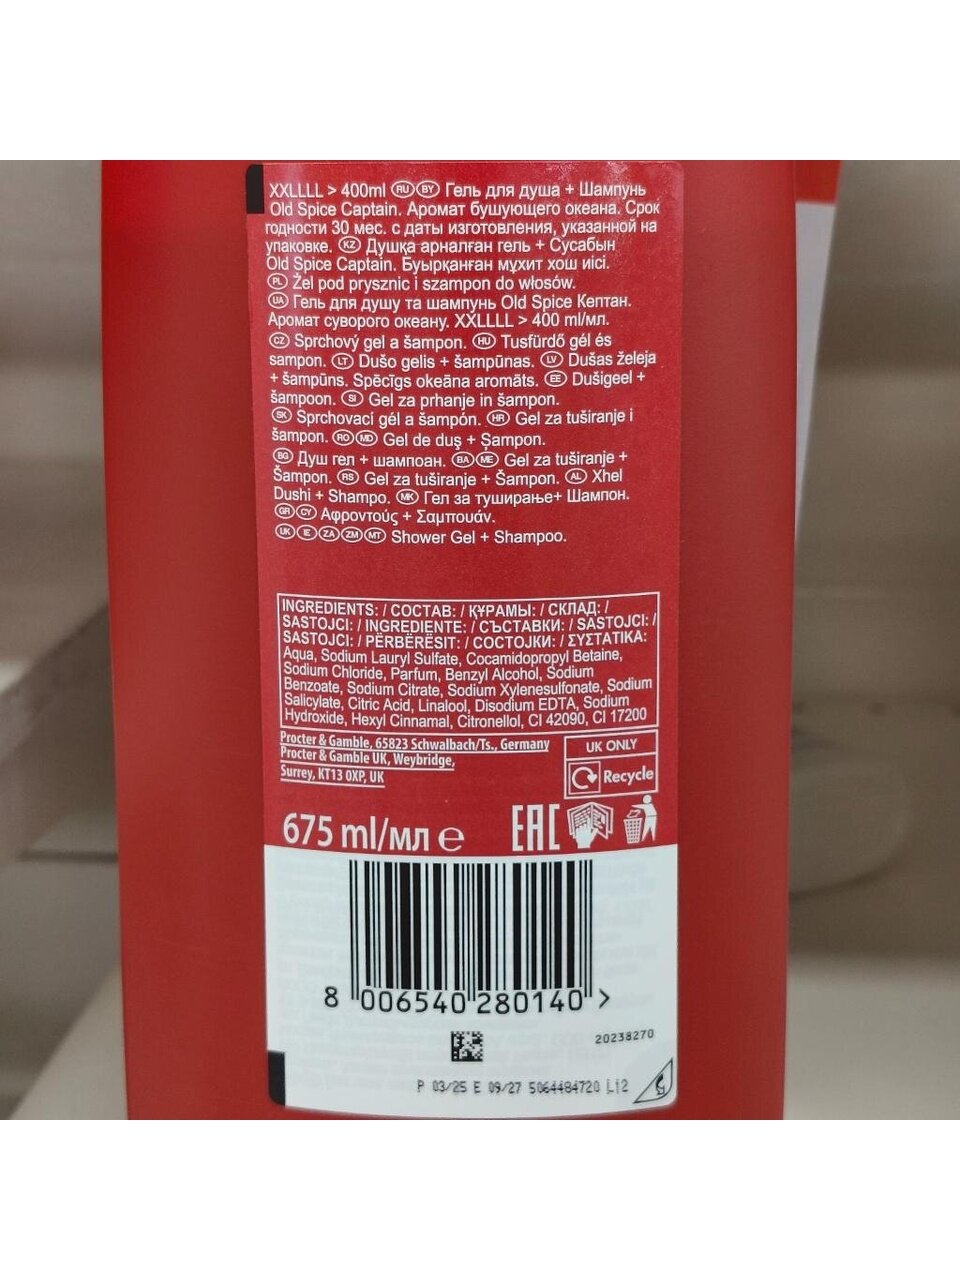 XXLLLL > 400ml RU BY Гель для душа + Шампунь
Old Spice Captain. Аромат бушующего океана. Срок
годности 30 мес. с даты изготовления, указанной на
упаковке. KZ Душқа арналған гель + Сусабын
Old Spice Captain. Буырқанған мұхит хош иісі.
PL Żel pod prysznic i szampon do włosów.
UA Гель для душу та шампунь Old Spice Кептан.
Аромат суворого океану. XXLLLL > 400 ml/мл.
CZ Sprchový gel a šampon. HU Tusfürdő gél és
sampon. LT Dušo gelis + šampūnas. LV Dušas želeja
+ šampūns. Spēcīgs okeāna aromāts. EE Dušigeel +
šampoon. SI Gel za prhanje in šampon.
SK Sprchovací gél a šampón. HR Gel za tuširanje i
šampon. RO MD Gel de duș + Șampon.
BG Душ гел + шампоан. BA ME Gel za tuširanje +
Šampon. RS Gel za tuširanje + Šampon. AL Xhel
Dushi + Shampo. MK Гел за туширање+ Шампон.
GR CY Αφροντούς + Σαμπουάν.
UK IE ZA ZM MT Shower Gel + Shampoo.
INGREDIENTS: / СОСТАВ: / ҚҰРАМЫ: / СКЛАД: /
SASTOJCI: / INGREDIENTE: / СЪСТАВКИ: / SASTOJCI: /
SASTOJCI: / PËRBËRËSIT: / СОСТОЈКИ: / ΣΥΣΤΑΤΙΚΑ:
Aqua, Sodium Lauryl Sulfate, Cocamidopropyl Betaine,
Sodium Chloride, Parfum, Benzyl Alcohol, Sodium
Benzoate, Sodium Citrate, Sodium Xylenesulfonate, Sodium
Salicylate, Citric Acid, Linalool, Disodium EDTA, Sodium
Hydroxide, Hexyl Cinnamal, Citronellol, CI 42090, CI 17200
Procter & Gamble, 65823 Schwalbach/Ts., Germany
Procter & Gamble UK, Weybridge,
Surrey, KT13 0XP, UK
UK ONLY
Recycle
675 ml/мл e
EAC
8 006540 280140 >
20238270
P 03/25 E 09/27 5064484720 L12